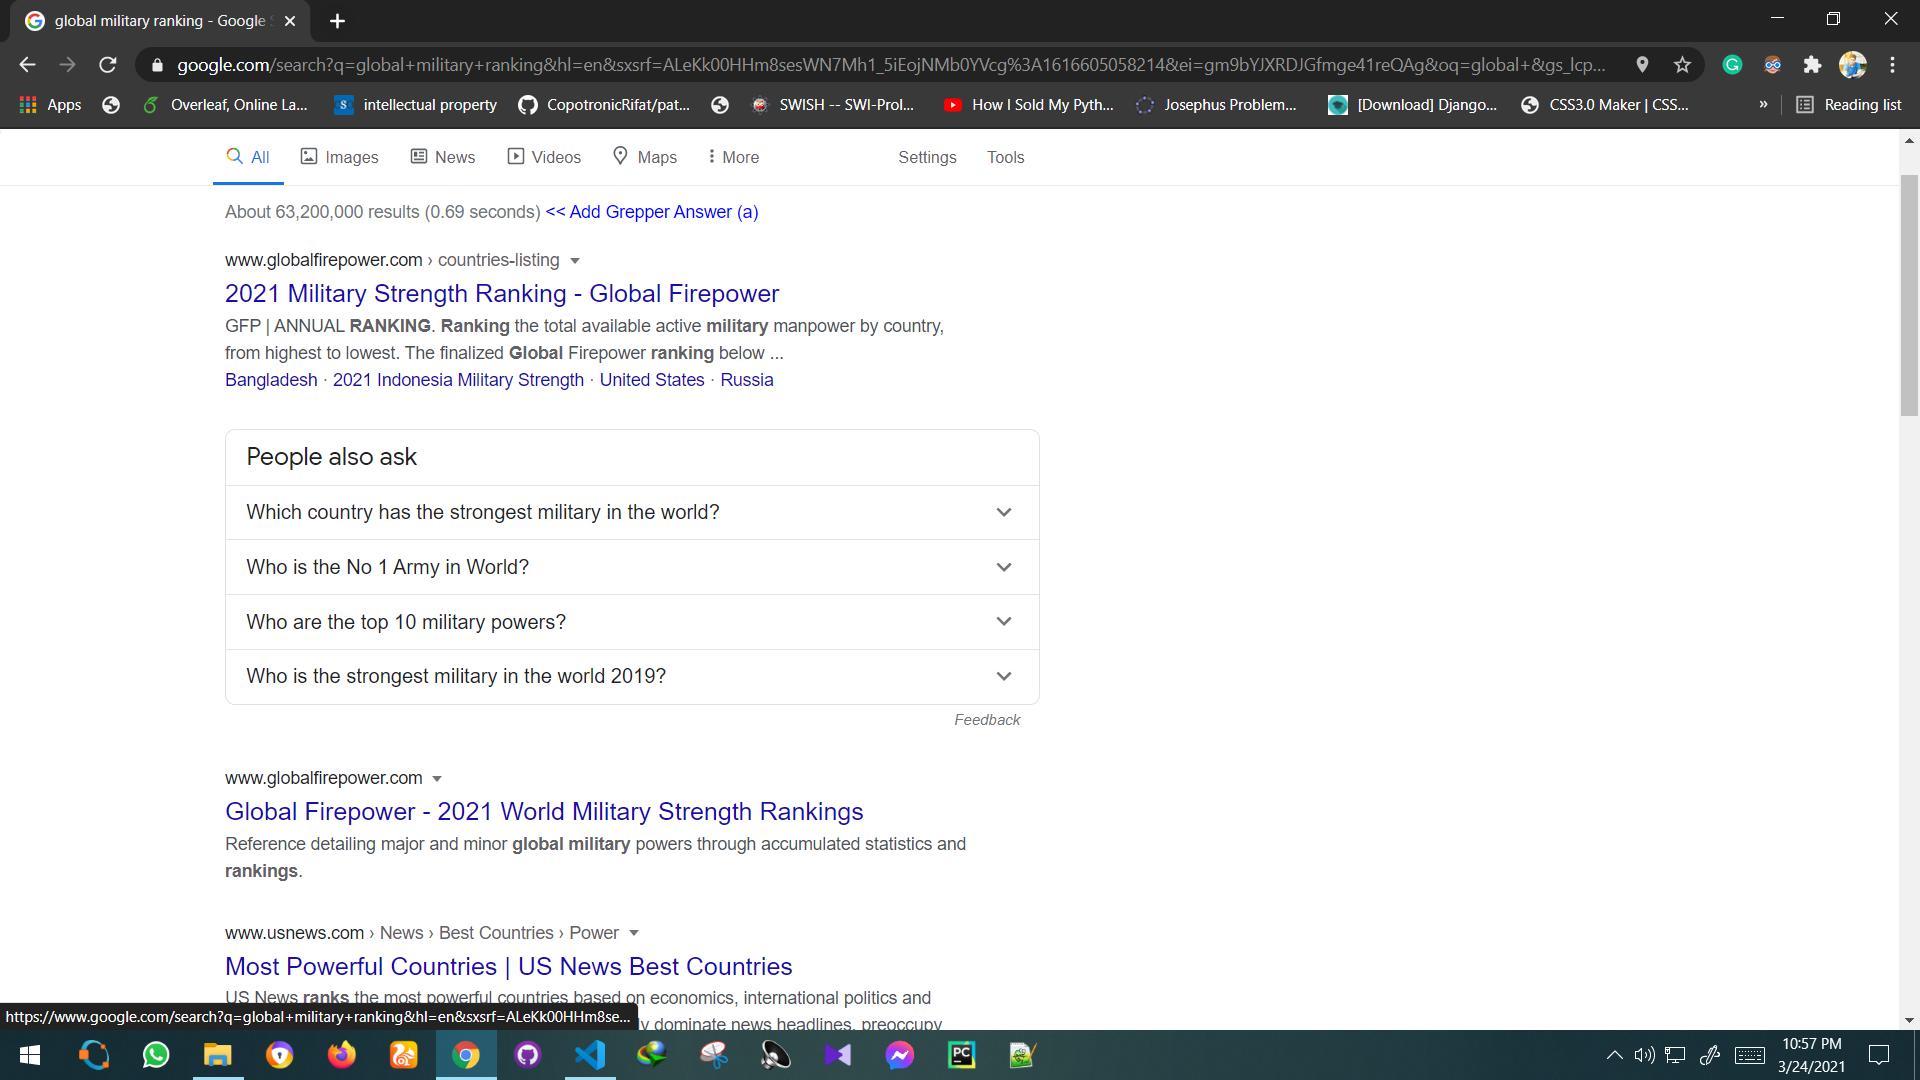 global military ranking - Google
google.com/search?q=global+military+ranking&hl=en&sxsrf=ALeKk00HHm8sesWN7Mh1_5iEojNMb0YVcg%3A1616605058214&ei=gm9bYJXRDJGfmge41reQAg&oq=global+&gs_lcp...
Apps Overleaf, Online La... S intellectual property CopotronicRifat/pat... SWISH -- SWI-Prol... How I Sold My Pyth... Josephus Problem... [Download] Django... CSS3.0 Maker | CSS... » Reading list
All Images News Videos Maps More Settings Tools
About 63,200,000 results (0.69 seconds) << Add Grepper Answer (a)
www.globalfirepower.com › countries-listing
2021 Military Strength Ranking - Global Firepower
GFP | ANNUAL RANKING. Ranking the total available active military manpower by country,
from highest to lowest. The finalized Global Firepower ranking below ...
Bangladesh · 2021 Indonesia Military Strength · United States · Russia
People also ask
Which country has the strongest military in the world?
Who is the No 1 Army in World?
Who are the top 10 military powers?
Who is the strongest military in the world 2019?
Feedback
www.globalfirepower.com
Global Firepower - 2021 World Military Strength Rankings
Reference detailing major and minor global military powers through accumulated statistics and
rankings.
www.usnews.com › News › Best Countries › Power
Most Powerful Countries | US News Best Countries
US News ranks the most powerful countries based on economics, international politics and
https://www.google.com/search?q=global+military+ranking&hl=en&sxsrf=ALeKk00HHm8se...
y dominate news headlines, preoccupy
PC
10:57 PM
3/24/2021